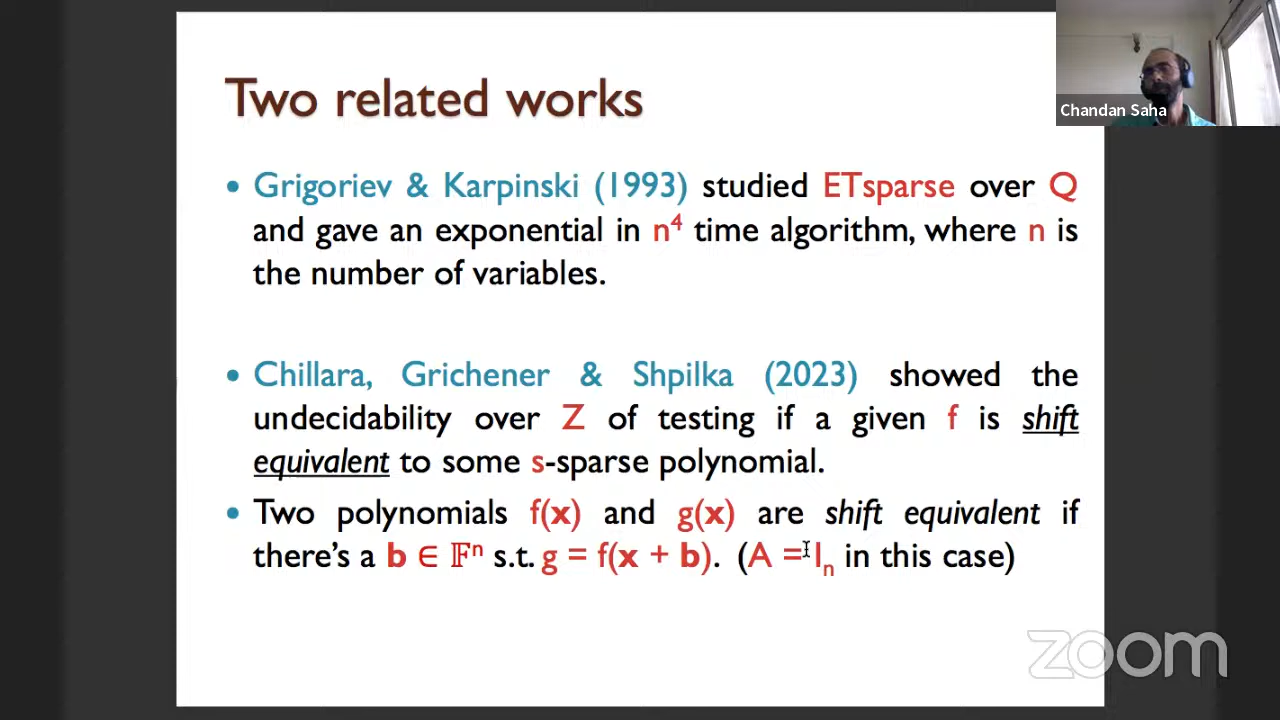 Two related works
Chandan Saha
• Grigoriev & Karpinski (1993) studied ETsparse over Q
and gave an exponential in n⁴ time algorithm, where n is
the number of variables.
• Chillara, Grichener & Shpilka (2023) showed the
undecidability over Z of testing if a given f is shift
equivalent to some s-sparse polynomial.
• Two polynomials f(x) and g(x) are shift equivalent if
there's a b ∈ 𝔽ⁿ s.t. g = f(x + b). (A = Iₙ in this case)
zoom